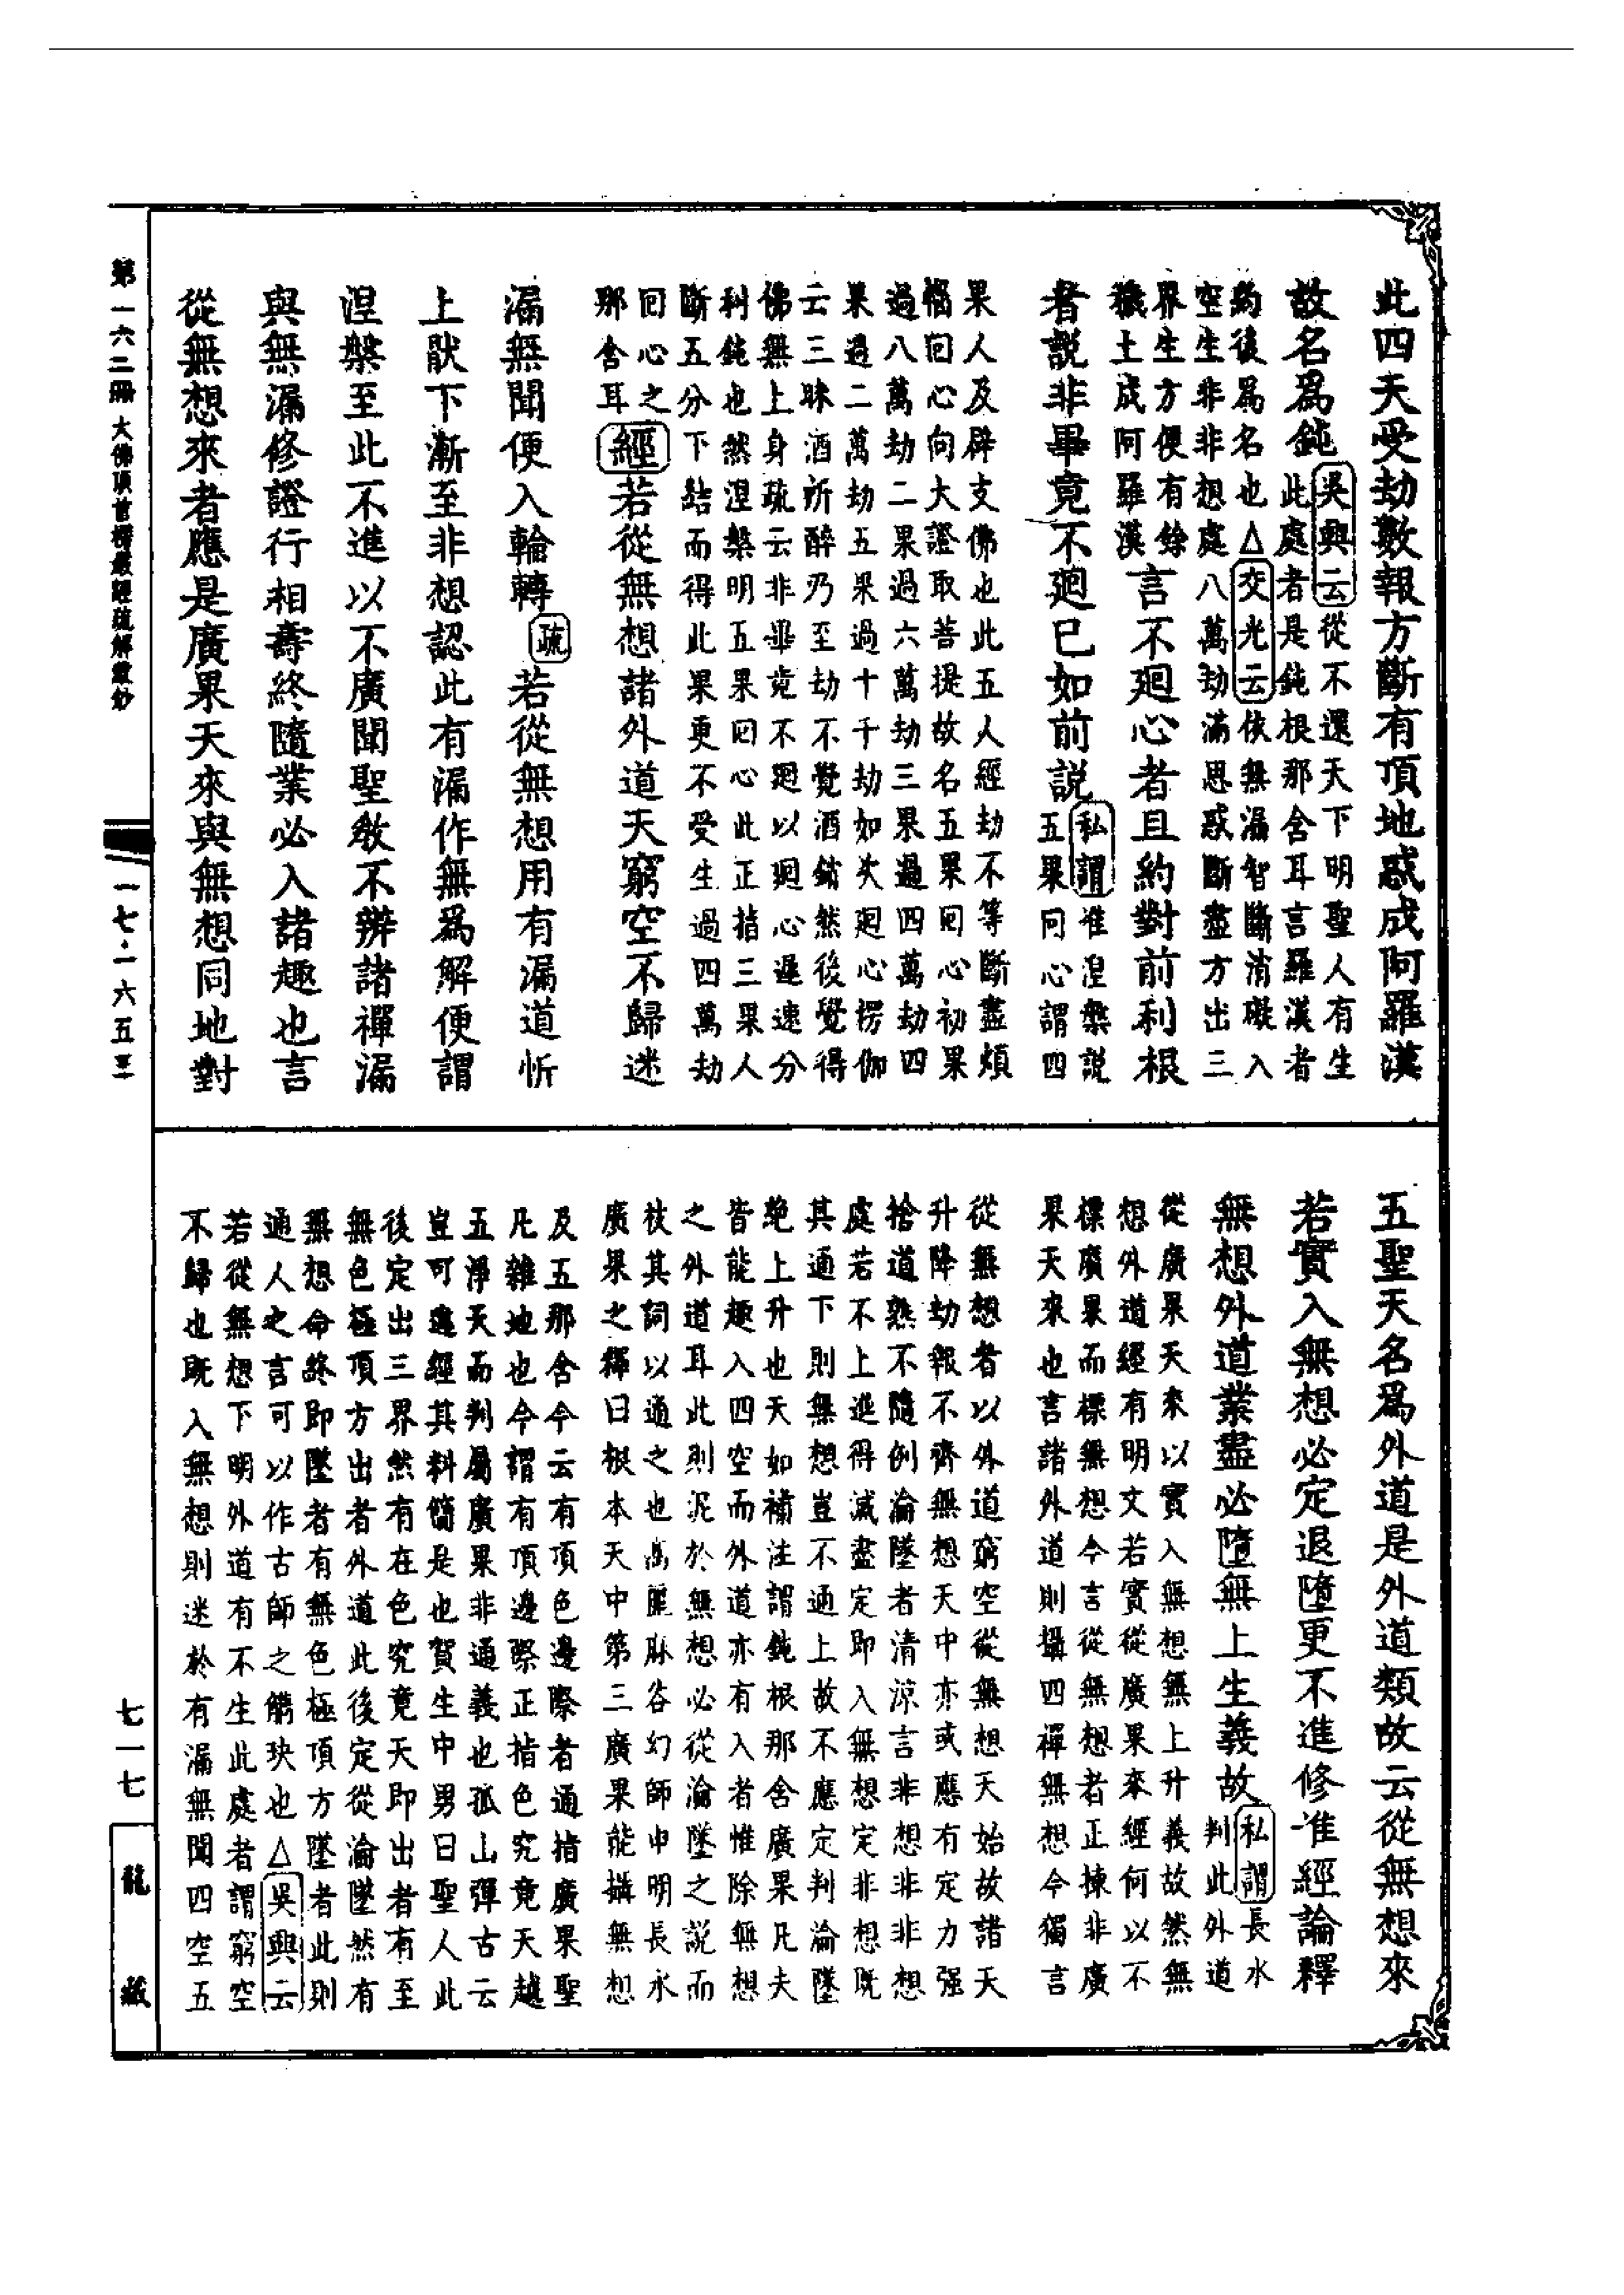 此四天受劫數報方斷有頂地惑成阿羅漢
故名爲鈍吳興云從不還天下明聖人有生
此處者是鈍根那含耳言羅漢者
約後爲名也△交光云依無漏智斷消礙入
空生非非想處八萬劫滿思惑斷盡方出三
界生方便有餘
穢土成阿羅漢言不廻心者且約對前利根
者說非畢竟不廻已如前說私謂准涅槃說
五果回心謂四
果人及辟支佛也此五人經劫不等斷盡煩
惱回心向大證取菩提故名五果回心初果
過八萬劫二果過六萬劫三果過四萬劫四
果過二萬劫五果過十千劫如次廻心楞伽
云三昧酒所醉乃至劫不覺酒銷然後覺得
佛無上身疏云非畢竟不廻以廻心遲速分
利鈍也然涅槃明五果回心此正指三果人
斷五分下結而得此果更不受生過四萬劫
回心之
那含耳經若從無想諸外道天窮空不歸迷
漏無聞便入輪轉疏若從無想用有漏道忻
上猒下漸至非想認此有漏作無爲解便謂
涅槃至此不進以不廣聞聖教不辦諸禪漏
與無漏修證行相壽終隨業必入諸趣也言
從無想來者應是廣果天來與無想同地對
五聖天名爲外道是外道類故云從無想來
若實入無想必定退墮更不進修准經論釋
無想外道業盡必墮無上生義故私謂長水
判此外道
從廣果天來以實入無想無上升義故然無
想外道經有明文若實從廣果來經何以不
標廣果而標無想今言從無想者正揀非廣
果天來也言諸外道則攝四禪無想今獨言
從無想者以外道窮空從無想天始故諸天
升降劫報不齊無想天中亦或應有定力强
捨道熟不隨例淪墜者清涼言非想非非想
處若不上進得滅盡定即入無想定非想既
其通下則無想豈不通上故不應定判淪墜
絶上升也天如補注謂鈍根那含廣果凡夫
皆能趣入四空而外道亦有入者惟除無想
之外道耳此則泥於無想必從淪墜之說而
枝其詞以通之也高麗麻谷幻師申明長水
廣果之釋曰根本天中第三廣果能攝無想
及五那含今云有頂色邊際者通指廣果聖
凡雜地也今謂有頂邊際正指色究竟天越
五淨天而判屬廣果非通義也孤山彈古云
豈可違經其料簡是也賀生中男曰聖人此
後定出三界然有在色究竟天即出者有至
無色極頂方出者外道此後定從淪墜然有
無想命終即墜者有無色極頂方墜者此則
通人之言可以作古師之觿玦也△吳興云
若從無想下明外道有不生此處者謂窮空
不歸也既入無想則迷於有漏無聞四空五
第一六二冊 大佛頂首楞嚴經疏解蒙鈔
七一七
龍藏